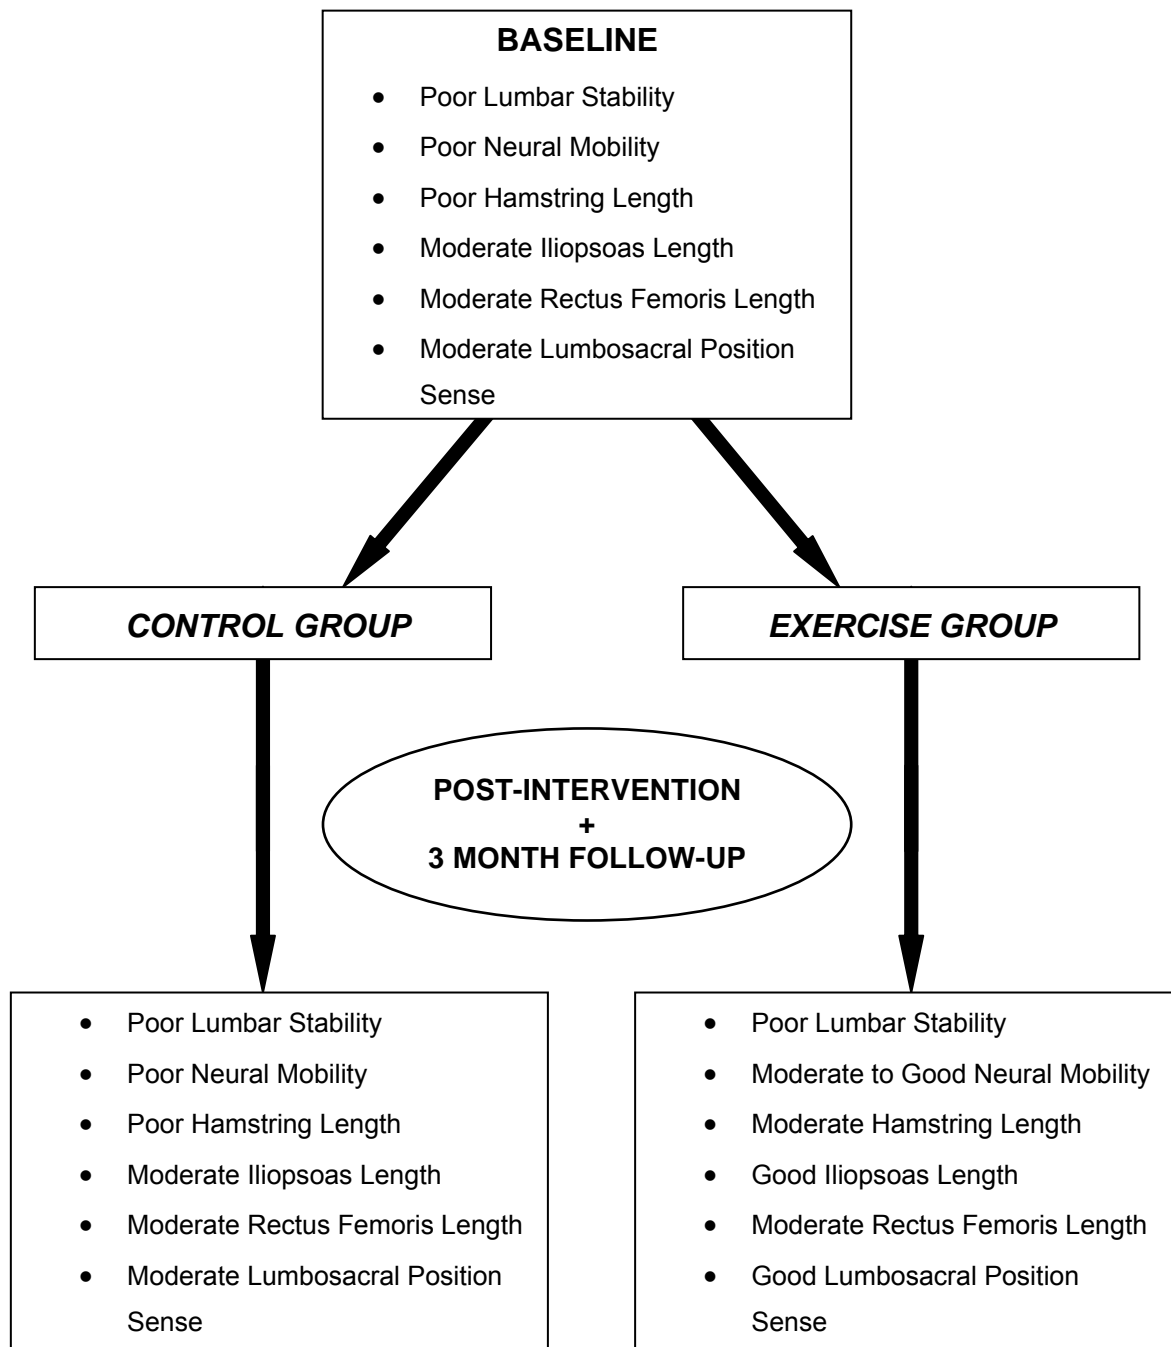 BASELINE
• Poor Lumbar Stability
• Poor Neural Mobility
• Poor Hamstring Length
• Moderate Iliopsoas Length
• Moderate Rectus Femoris Length
• Moderate Lumbosacral Position
Sense
CONTROL GROUP
EXERCISE GROUP
POST-INTERVENTION
+
3 MONTH FOLLOW-UP
• Poor Lumbar Stability
• Poor Neural Mobility
• Poor Hamstring Length
• Moderate Iliopsoas Length
• Moderate Rectus Femoris Length
• Moderate Lumbosacral Position
Sense
• Poor Lumbar Stability
• Moderate to Good Neural Mobility
• Moderate Hamstring Length
• Good Iliopsoas Length
• Moderate Rectus Femoris Length
• Good Lumbosacral Position
Sense